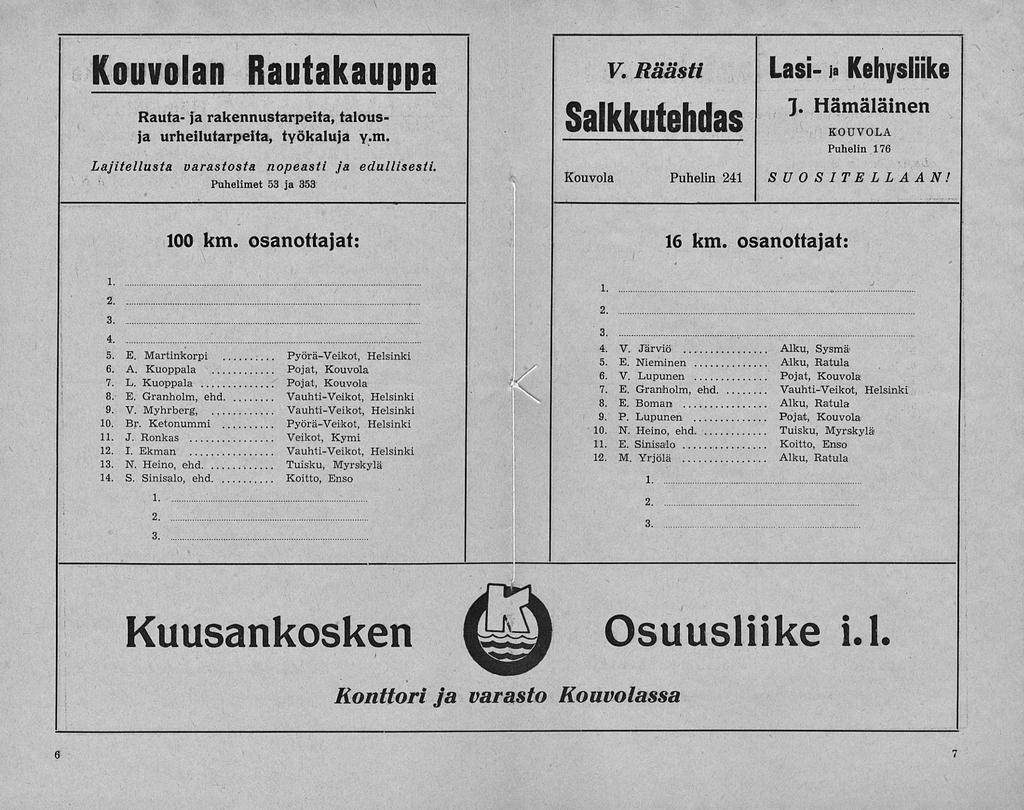 Kouvolan Rautakauppa
Rauta- ja rakennustarpeita, talous-
ja urheilutarpeita, työkaluja y.m.
Lajitellusta varastosta nopeasti ja edullisesti.
Puhelimet 53 ja 353
100 km. osanottajat:
1. ............
2. ............
3. ............
4. ............
5. E. Martinkorpi .......... Pyörä-Veikot, Helsinki
6. A. Kuoppala ............ Pojat, Kouvola
7. L. Kuoppala ............ Pojat, Kouvola
8. E. Granholm, ehd. ........ Vauhti-Veikot, Helsinki
9. V. Myhrberg, ............ Vauhti-Veikot, Helsinki
10. Br. Ketonummi .......... Pyörä-Veikot, Helsinki
11. J. Ronkas ................ Veikot, Kymi
12. I. Ekman ................ Vauhti-Veikot, Helsinki
13. N. Heino, ehd. ............ Tuisku, Myrskylä
14. S. Sinisalo, ehd. .......... Koitto, Enso
1. ............
2. ............
3. ............
V. Räästi
Salkkutehdas
Kouvola Puhelin 241
Lasi- ja Kehysliike
J. Hämäläinen
KOUVOLA
Puhelin 176
SUOSITELLAAN!
16 km. osanottajat:
1. ............
2. ............
3. ............
4. V. Järviö ................ Alku, Sysmä
5. E. Nieminen .............. Alku, Ratula
6. V. Lupunen .............. Pojat, Kouvola
7. E. Granholm, ehd. ........ Vauhti-Veikot, Helsinki
8. E. Boman ................ Alku, Ratula
9. P. Lupunen .............. Pojat, Kouvola
10. N. Heino, ehd. ............ Tuisku, Myrskylä
11. E. Sinisalo ................ Koitto, Enso
12. M. Yrjölä ................ Alku, Ratula
1. ............
2. ............
3. ............
Kuusankosken K Osuusliike i.l.
Konttori ja varasto Kouvolassa
6
7